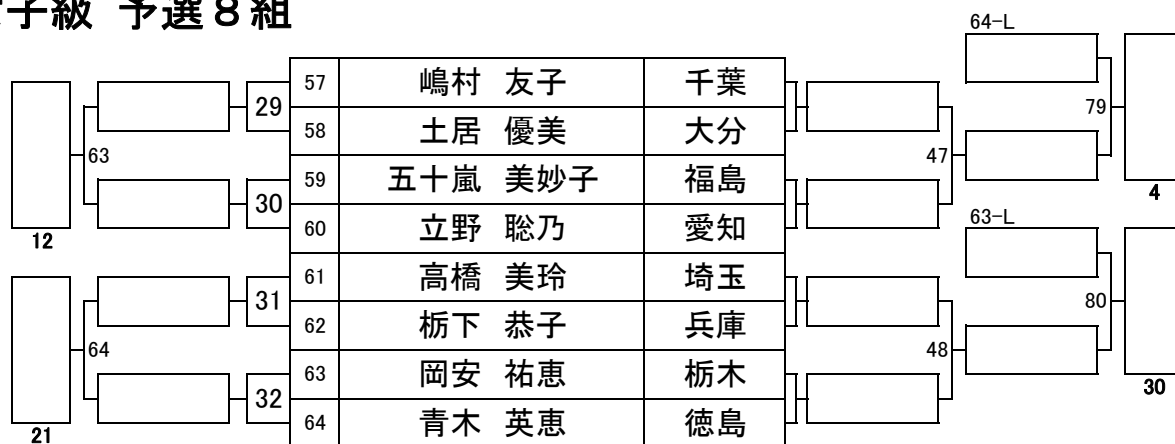 子級 予選8組
64-L
57 嶋村 友子 千葉
29
79
58 土居 優美 大分
63
47
59 五十嵐 美妙子 福島
30
4
60 立野 聡乃 愛知
63-L
12
61 高橋 美玲 埼玉
31
80
62 栃下 恭子 兵庫
64
48
63 岡安 祐恵 栃木
32
30
64 青木 英恵 徳島
21